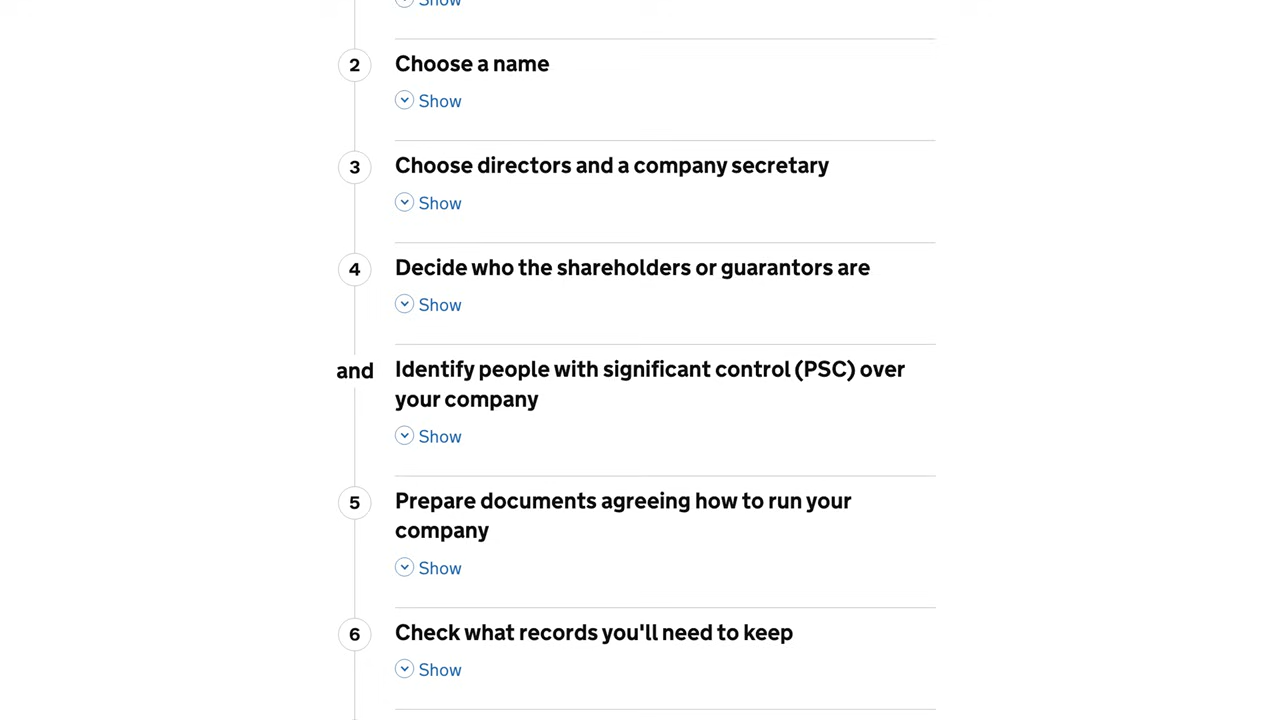 Show
2 Choose a name
Show
3 Choose directors and a company secretary
Show
4 Decide who the shareholders or guarantors are
Show
and Identify people with significant control (PSC) over
your company
Show
5 Prepare documents agreeing how to run your
company
Show
6 Check what records you'll need to keep
Show